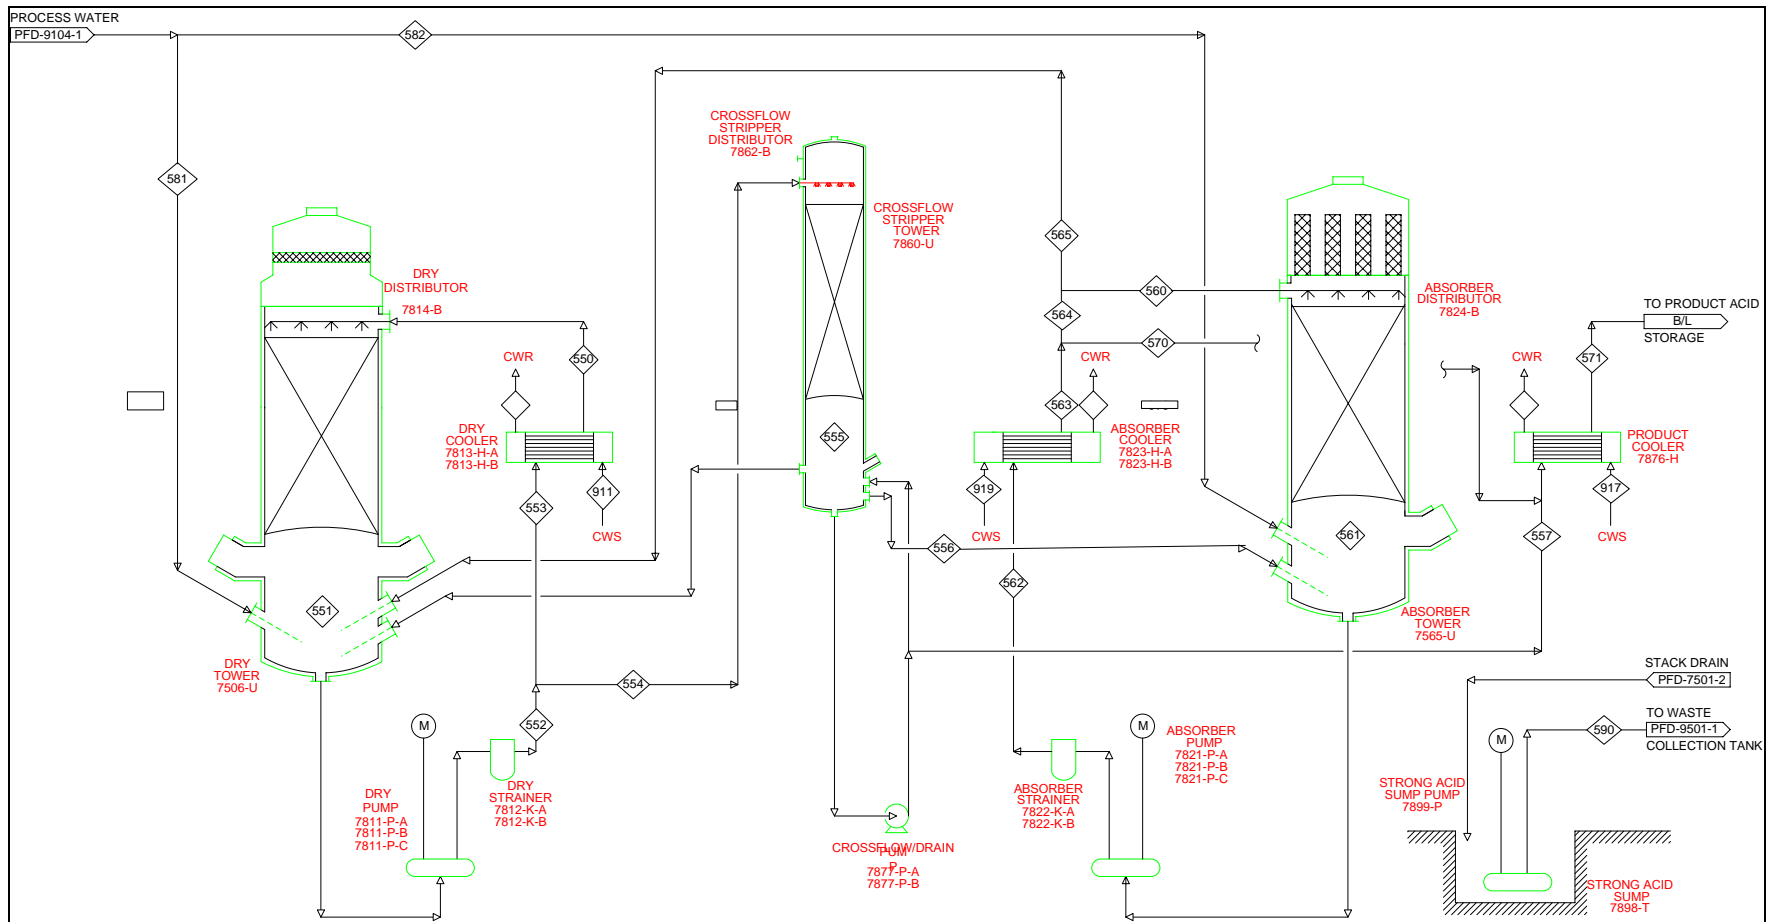 PROCESS WATER
PFD-9104-1
582
581
CROSSFLOW
STRIPPER
DISTRIBUTOR
7862-B
CROSSFLOW
STRIPPER
TOWER
7860-U
565
560
564
570
563
DRY
DISTRIBUTOR
7814-B
550
CWR
DRY
COOLER
7813-H-A
7813-H-B
553
911
CWS
555
CWR
ABSORBER
COOLER
7823-H-A
7823-H-B
919
CWS
556
562
ABSORBER
DISTRIBUTOR
7824-B
TO PRODUCT ACID
B/L
STORAGE
571
CWR
PRODUCT
COOLER
7876-H
917
CWS
557
561
ABSORBER
TOWER
7565-U
551
DRY
TOWER
7506-U
554
552
M
DRY
PUMP
7811-P-A
7811-P-B
7811-P-C
DRY
STRAINER
7812-K-A
7812-K-B
CROSSFLOW/DRAIN
PUM
P
7877-P-A
7877-P-B
ABSORBER
STRAINER
7822-K-A
7822-K-B
M
ABSORBER
PUMP
7821-P-A
7821-P-B
7821-P-C
STACK DRAIN
PFD-7501-2
TO WASTE
PFD-9501-1
COLLECTION TANK
590
M
STRONG ACID
SUMP PUMP
7899-P
STRONG ACID
SUMP
7898-T